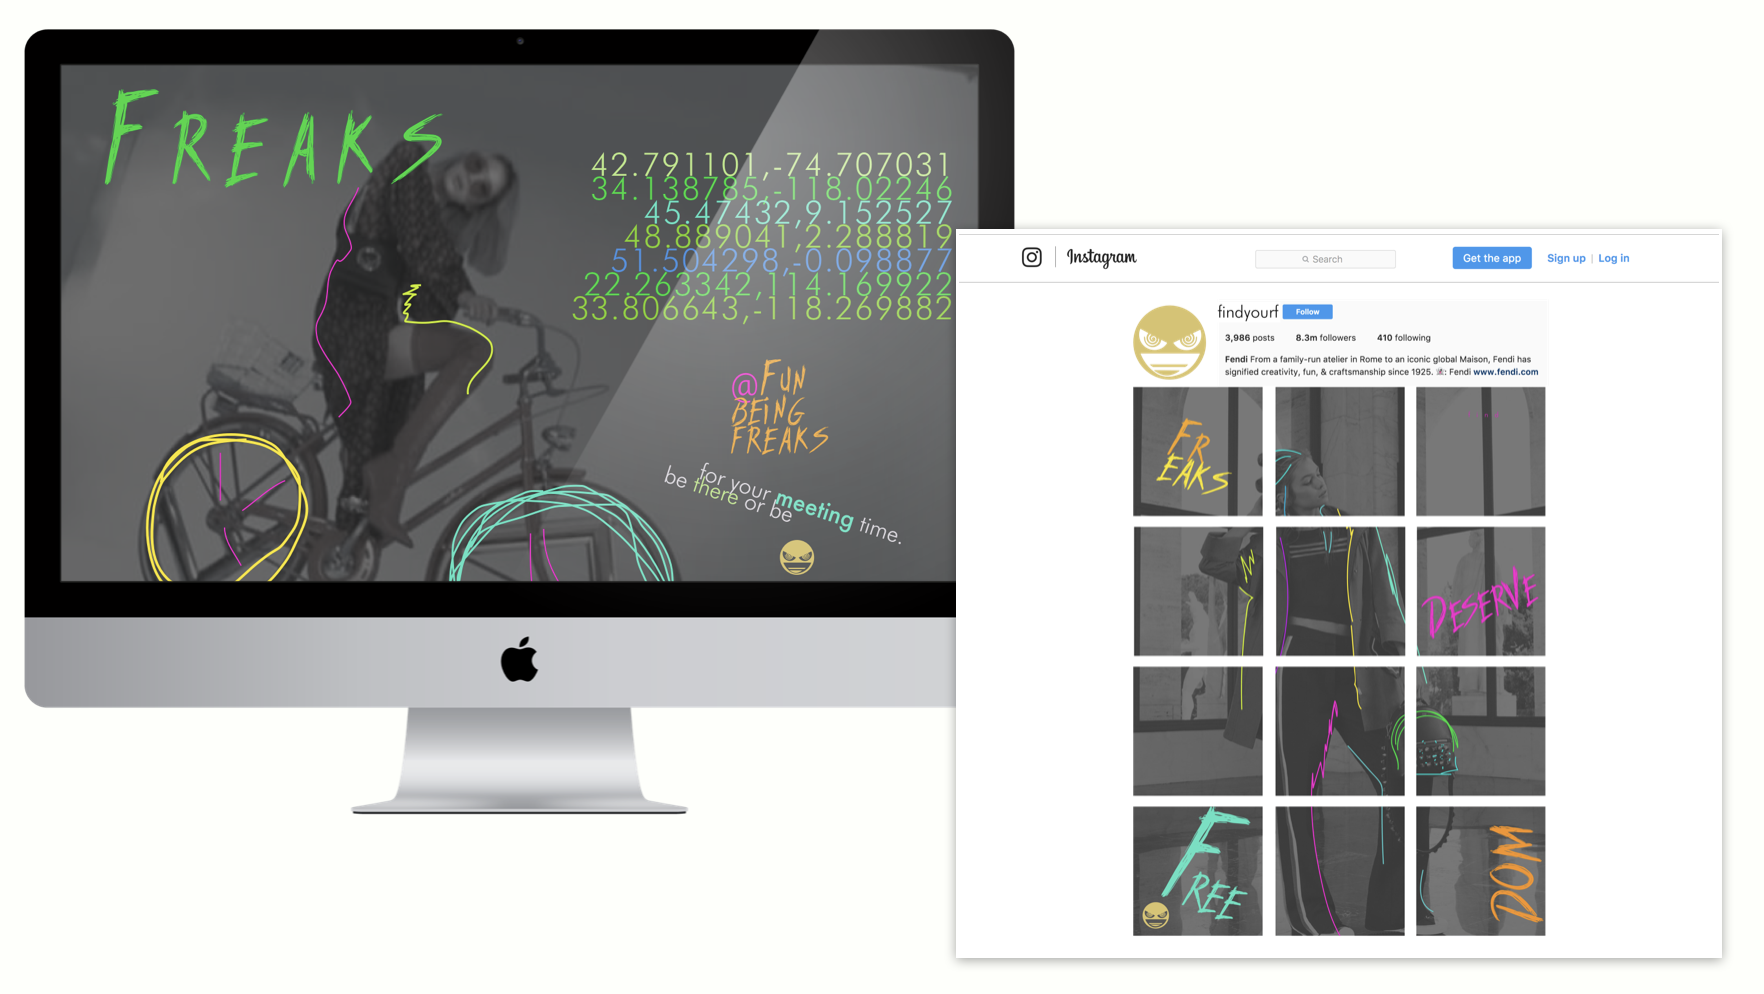 FREAKS
42.791101,-74.707031
34.138785,-118.02246
45.47432,9.152527
48.889041,2.288819
51.504298,-0.098877
22.263342,114.169922
33.806643,-118.269882
@FUN
BEING
FREAKS
for your meeting time.
be there or be
Instagram
Search
Get the app
Sign up | Log in
findyourf
Follow
3,986 posts 8.3m followers 410 following
Fendi From a family-run atelier in Rome to an iconic global Maison, Fendi has
signified creativity, fun, & craftsmanship since 1925. : Fendi www.fendi.com
FR
EAKS
DESERVE
FREE
DOM